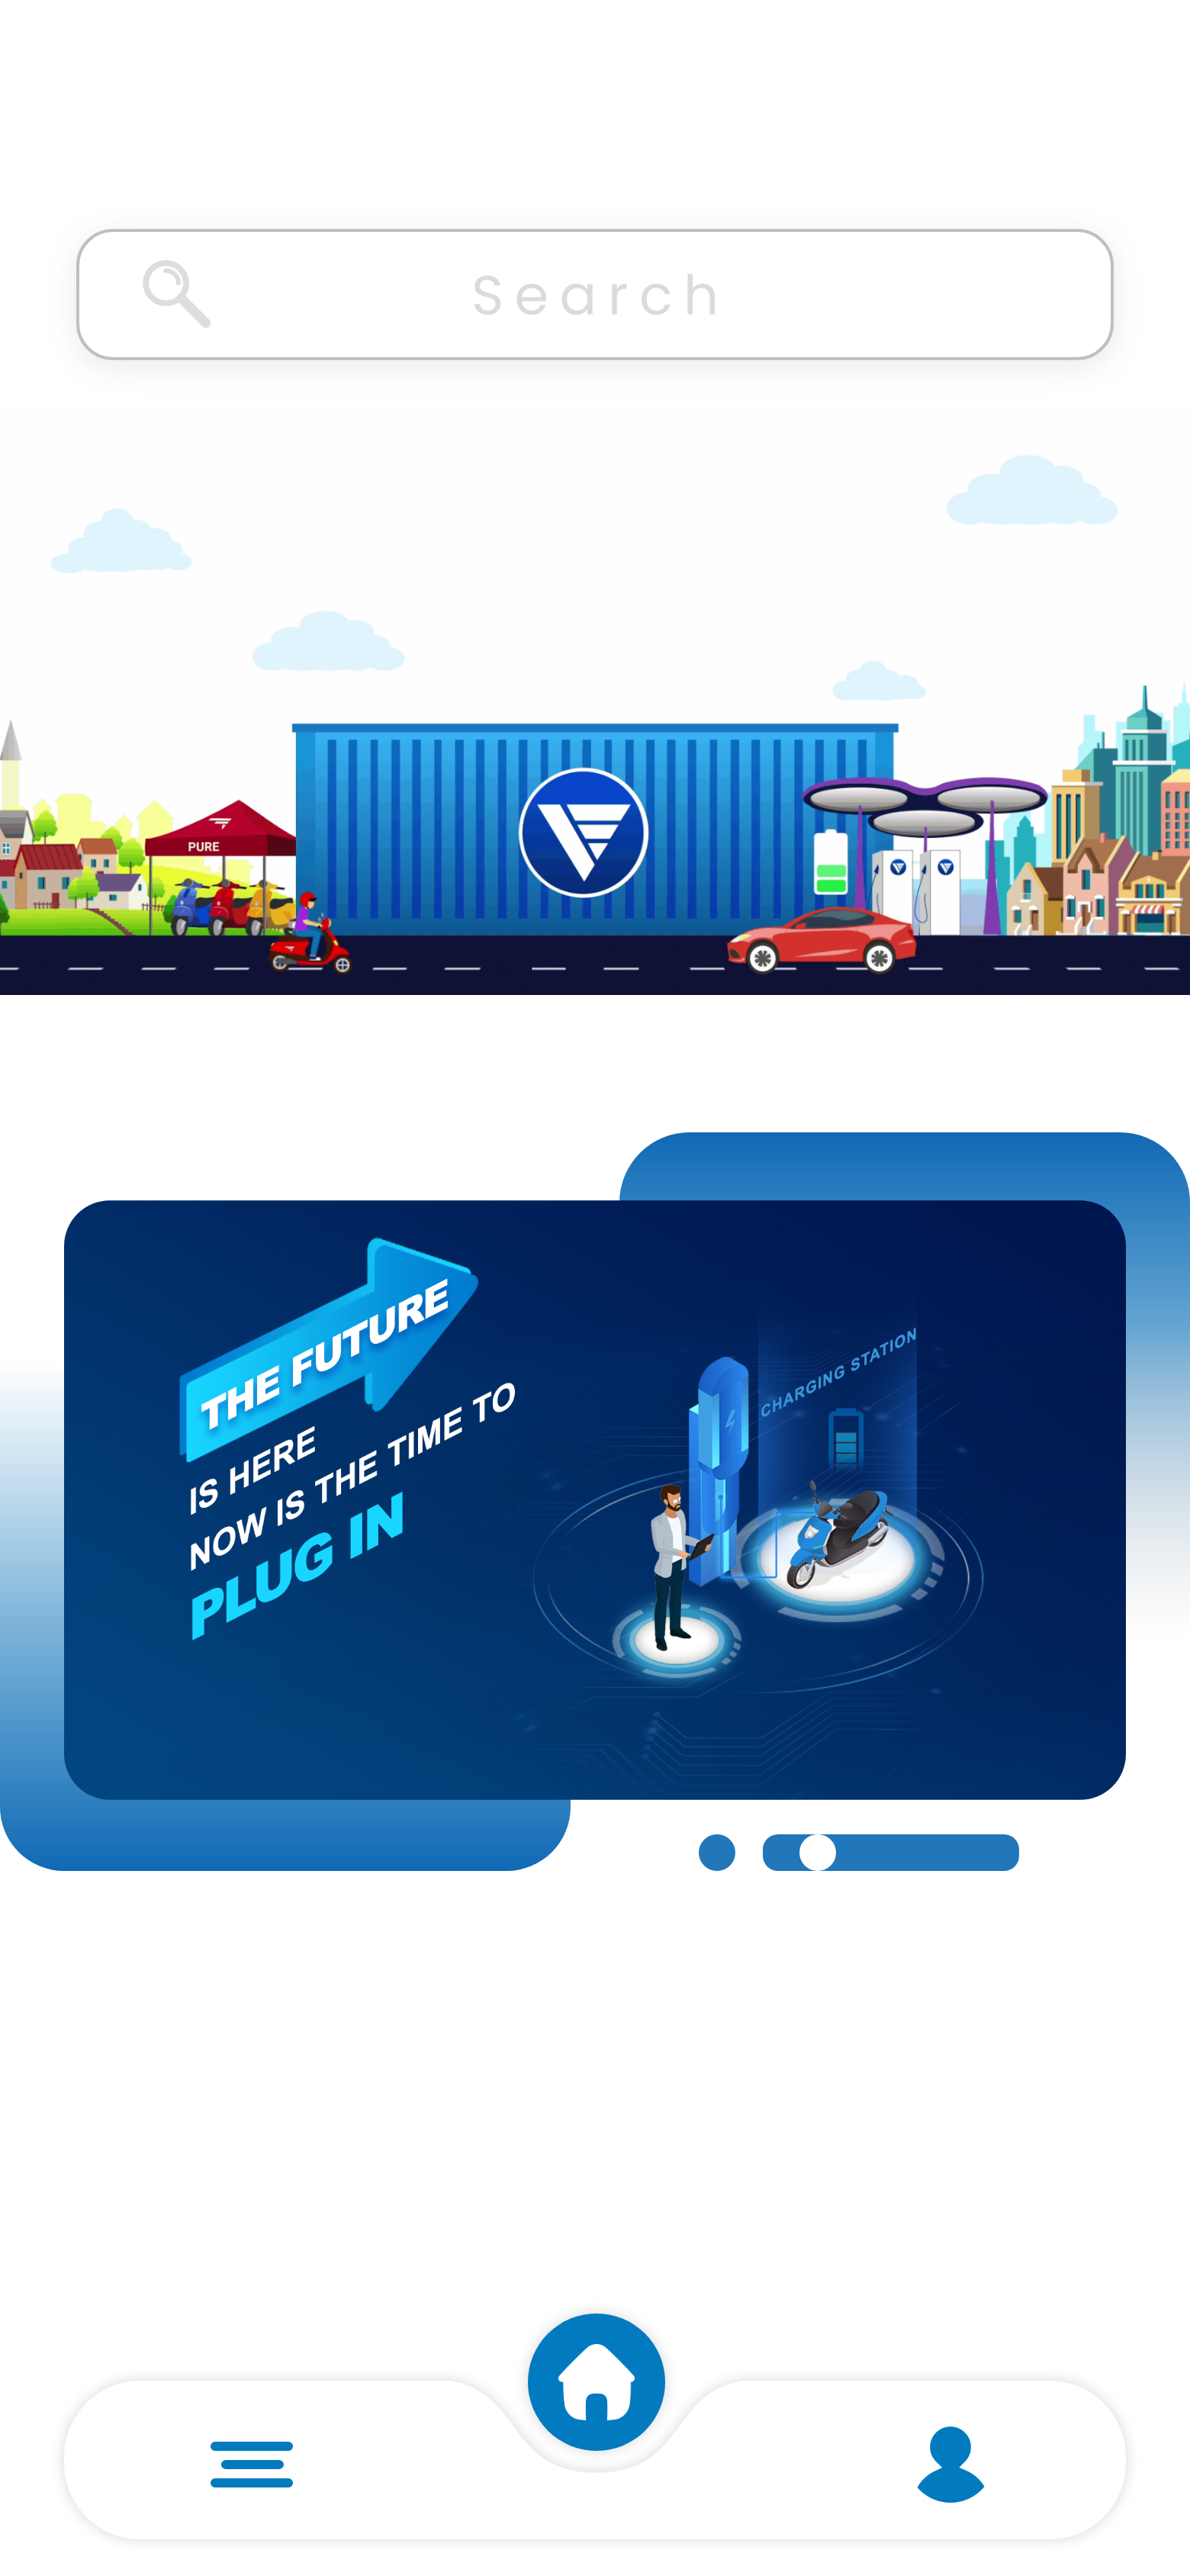 Search
PURE
THE FUTURE
IS HERE
NOW IS THE TIME TO
PLUG IN
CHARGING STATION